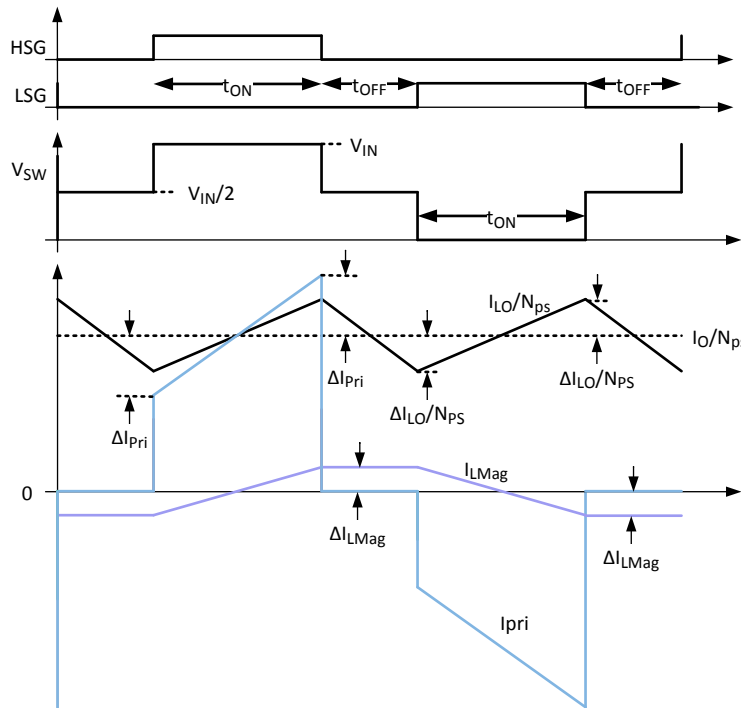 HSG
LSG
tON
tOFF
tOFF
VSW
VIN
VIN/2
tON
ILO/Nps
IO/Nps
ΔIPri
ΔIPri
ΔILO/NPS
ΔILO/NPS
ILMag
0
ΔILMag
ΔILMag
Ipri